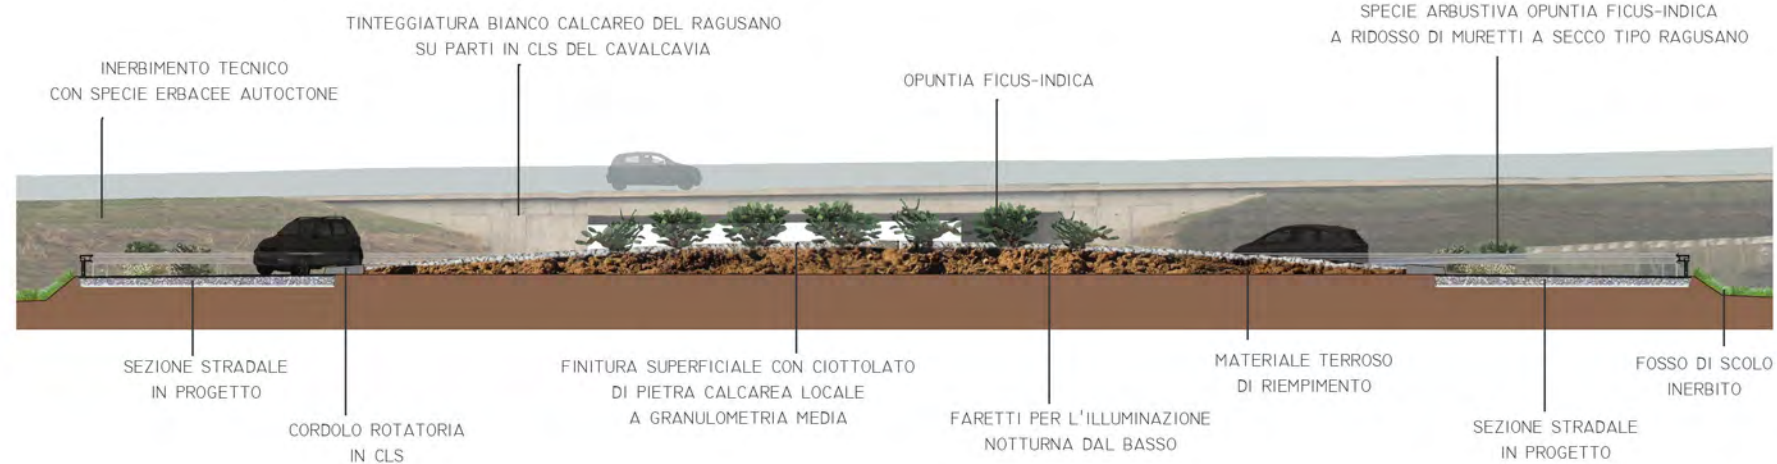 TINTEGGIATURA BIANCO CALCAREO DEL RAGUSANO
SU PARTI IN CLS DEL CAVALCAVIA
SPECIE ARBUSTIVA OPUNTIA FICUS-INDICA
A RIDOSSO DI MURETTI A SECCO TIPO RAGUSANO
INERBIMENTO TECNICO
CON SPECIE ERBACEE AUTOCTONE
OPUNTIA FICUS-INDICA
SEZIONE STRADALE
IN PROGETTO
CORDOLO ROTATORIA
IN CLS
FINITURA SUPERFICIALE CON CIOTTOLATO
DI PIETRA CALCAREA LOCALE
A GRANULOMETRIA MEDIA
FARETTI PER L'ILLUMINAZIONE
NOTTURNA DAL BASSO
MATERIALE TERROSO
DI RIEMPIMENTO
SEZIONE STRADALE
IN PROGETTO
FOSSO DI SCOLO
INERBITO